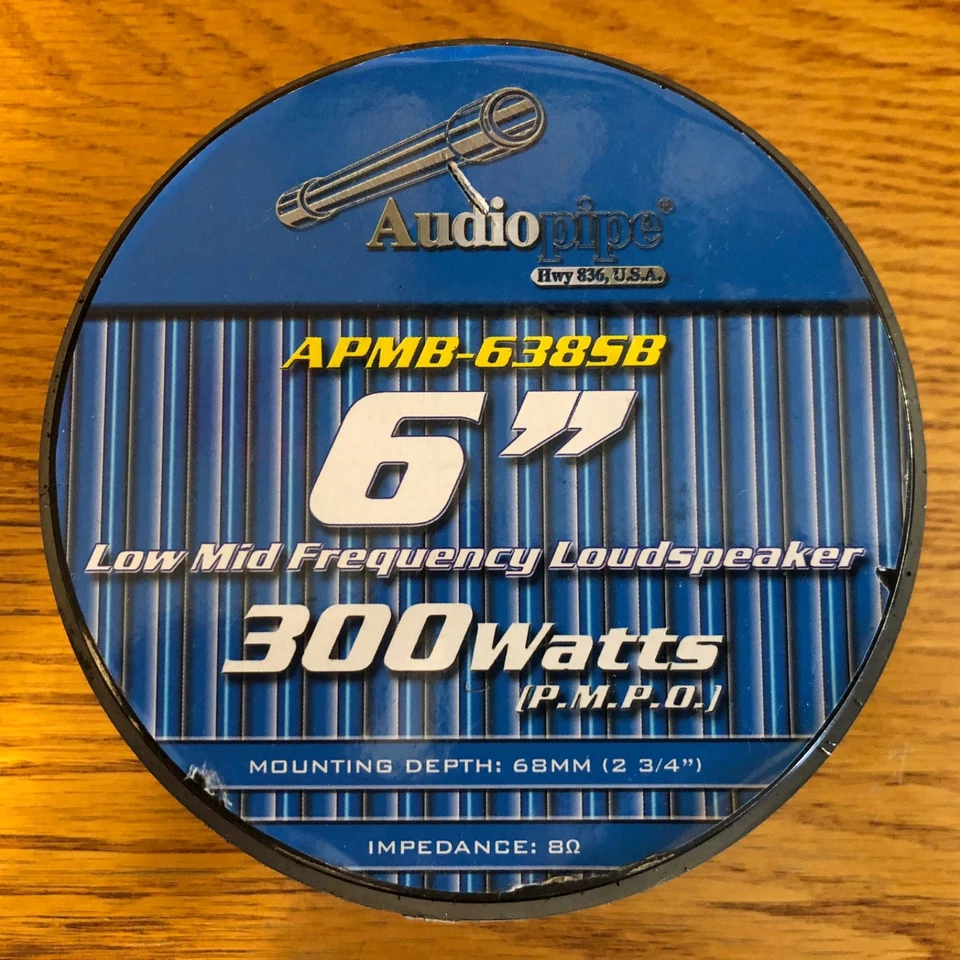 Audiopipe®
Hwy 836, U.S.A.
APMB-638SB
6”
Low Mid Frequency Loudspeaker
300Watts
(P.M.P.O.)
MOUNTING DEPTH: 68MM (2 3/4”)
IMPEDANCE: 8Ω